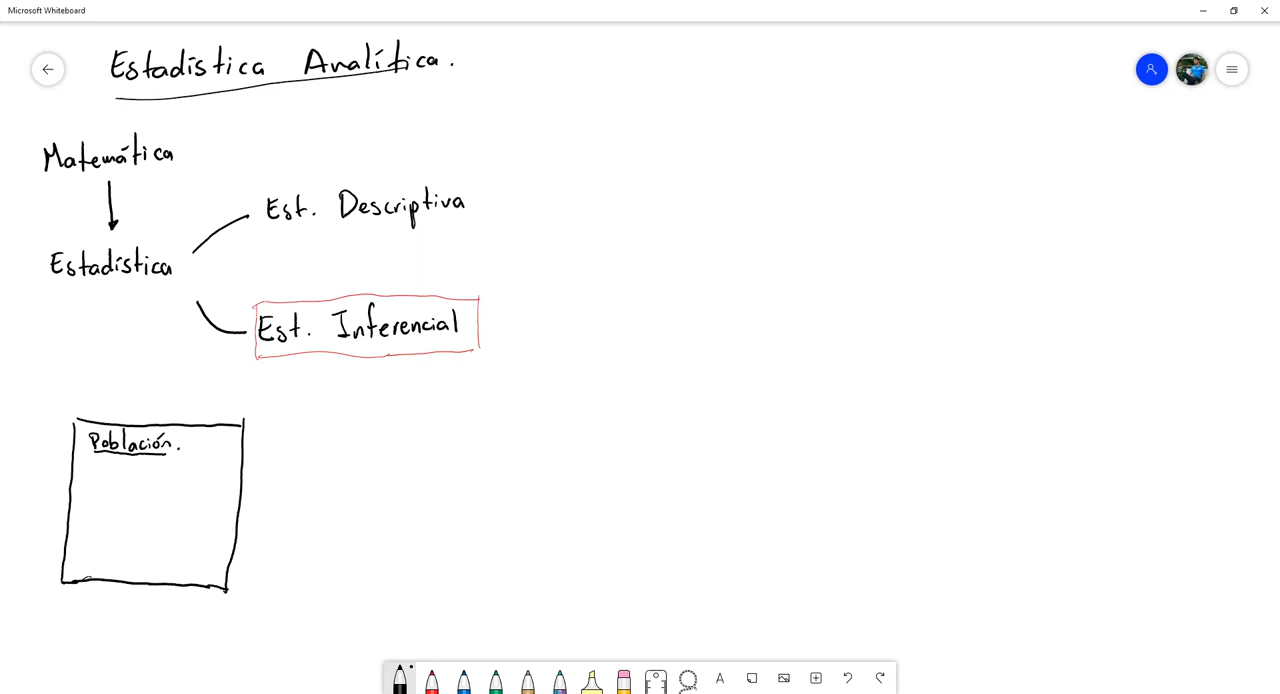 Microsoft Whiteboard
Estadística Analítica.
Matemática
Est. Descriptiva
Estadística
Est. Inferencial
Población.